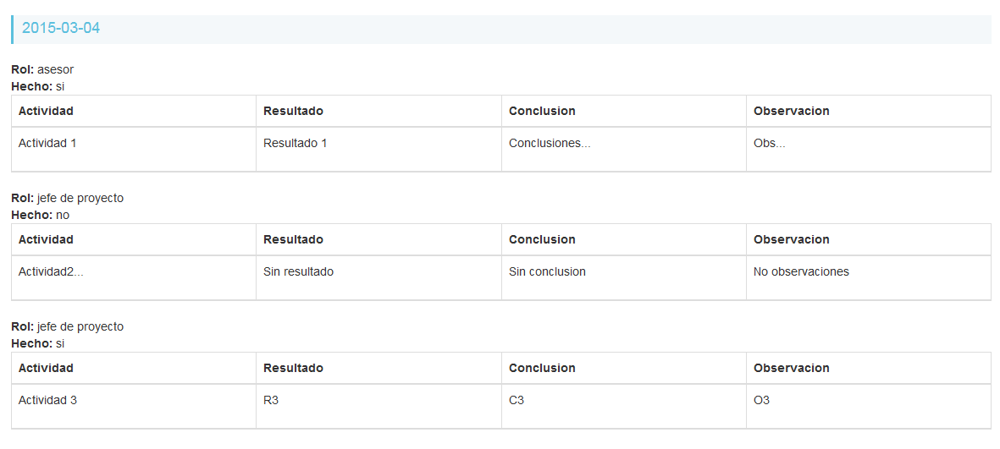 2015-03-04
Rol: asesor
Hecho: si
Actividad Resultado Conclusion Observacion
Actividad 1 Resultado 1 Conclusiones... Obs...
Rol: jefe de proyecto
Hecho: no
Actividad Resultado Conclusion Observacion
Actividad2... Sin resultado Sin conclusion No observaciones
Rol: jefe de proyecto
Hecho: si
Actividad Resultado Conclusion Observacion
Actividad 3 R3 C3 O3